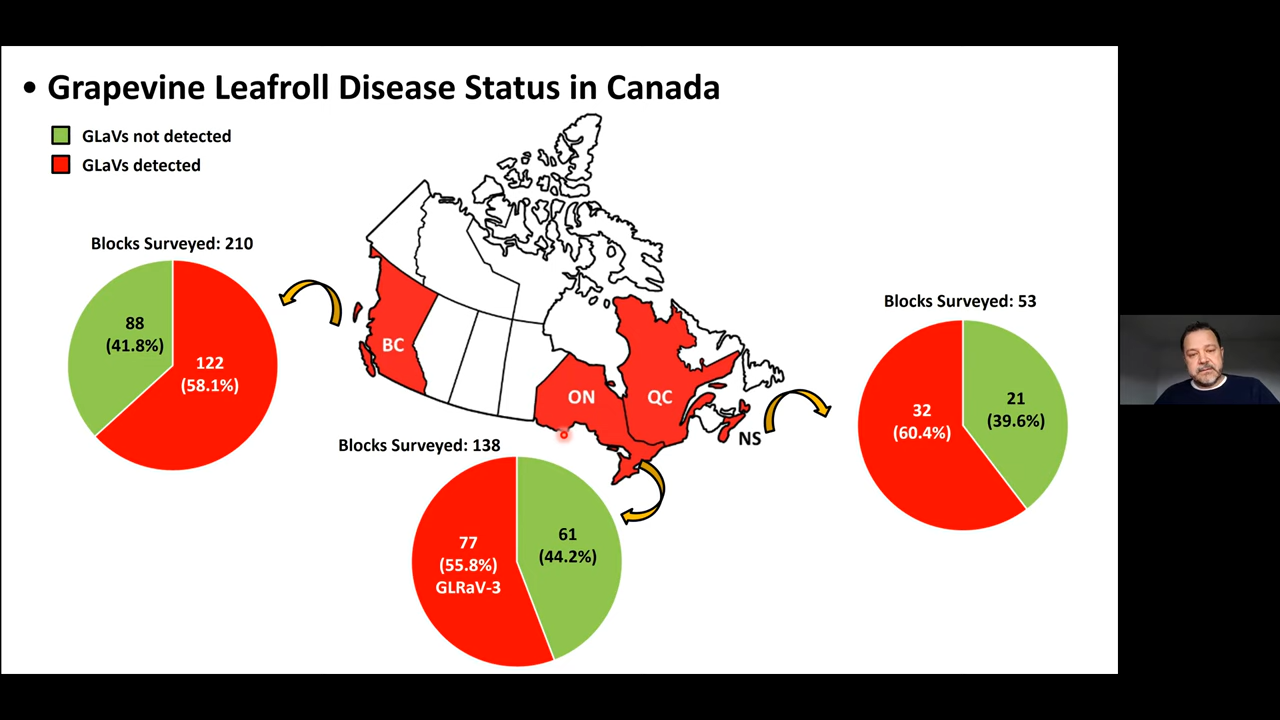 • Grapevine Leafroll Disease Status in Canada
GLaVs not detected
GLaVs detected
Blocks Surveyed: 210
88
(41.8%)
122
(58.1%)
BC
ON
QC
NS
Blocks Surveyed: 53
32
(60.4%)
21
(39.6%)
Blocks Surveyed: 138
77
(55.8%)
GLRaV-3
61
(44.2%)